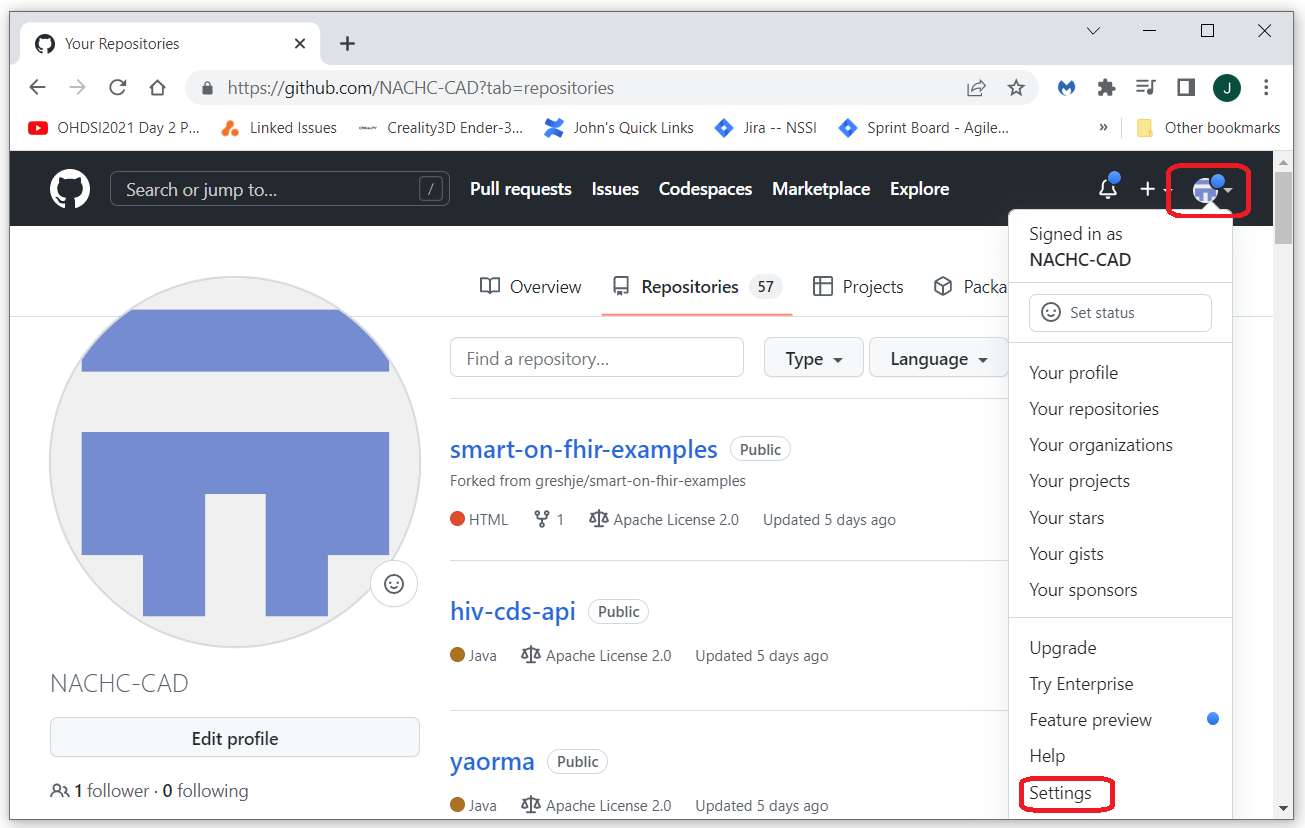 Your Repositories
https://github.com/NACHC-CAD?tab=repositories
J
OHDSI2021 Day 2 P...
Linked Issues
Creality3D Ender-3...
John's Quick Links
Jira -- NSSI
Sprint Board - Agile...
»
Other bookmarks
Search or jump to...
/
Pull requests
Issues
Codespaces
Marketplace
Explore
Signed in as
NACHC-CAD
Set status
Your profile
Your repositories
Your organizations
Your projects
Your stars
Your gists
Your sponsors
Upgrade
Try Enterprise
Feature preview
Help
Settings
Overview
Repositories 57
Projects
Packa
Find a repository...
Type
Language
smart-on-fhir-examples Public
Forked from greshje/smart-on-fhir-examples
HTML 1 Apache License 2.0 Updated 5 days ago
hiv-cds-api Public
Java Apache License 2.0 Updated 5 days ago
yaorma Public
Java Apache License 2.0 Updated 5 days ago
NACHC-CAD
Edit profile
1 follower · 0 following